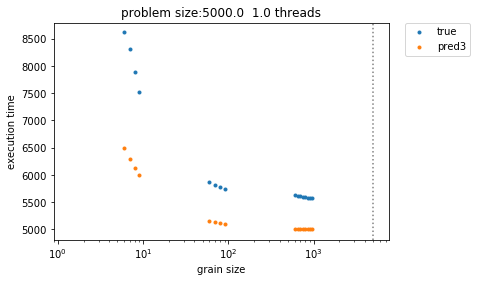 problem size:5000.0 1.0 threads
true
pred3
8500
8000
7500
7000
6500
6000
5500
5000
execution time
10⁰
10¹
10²
10³
grain size